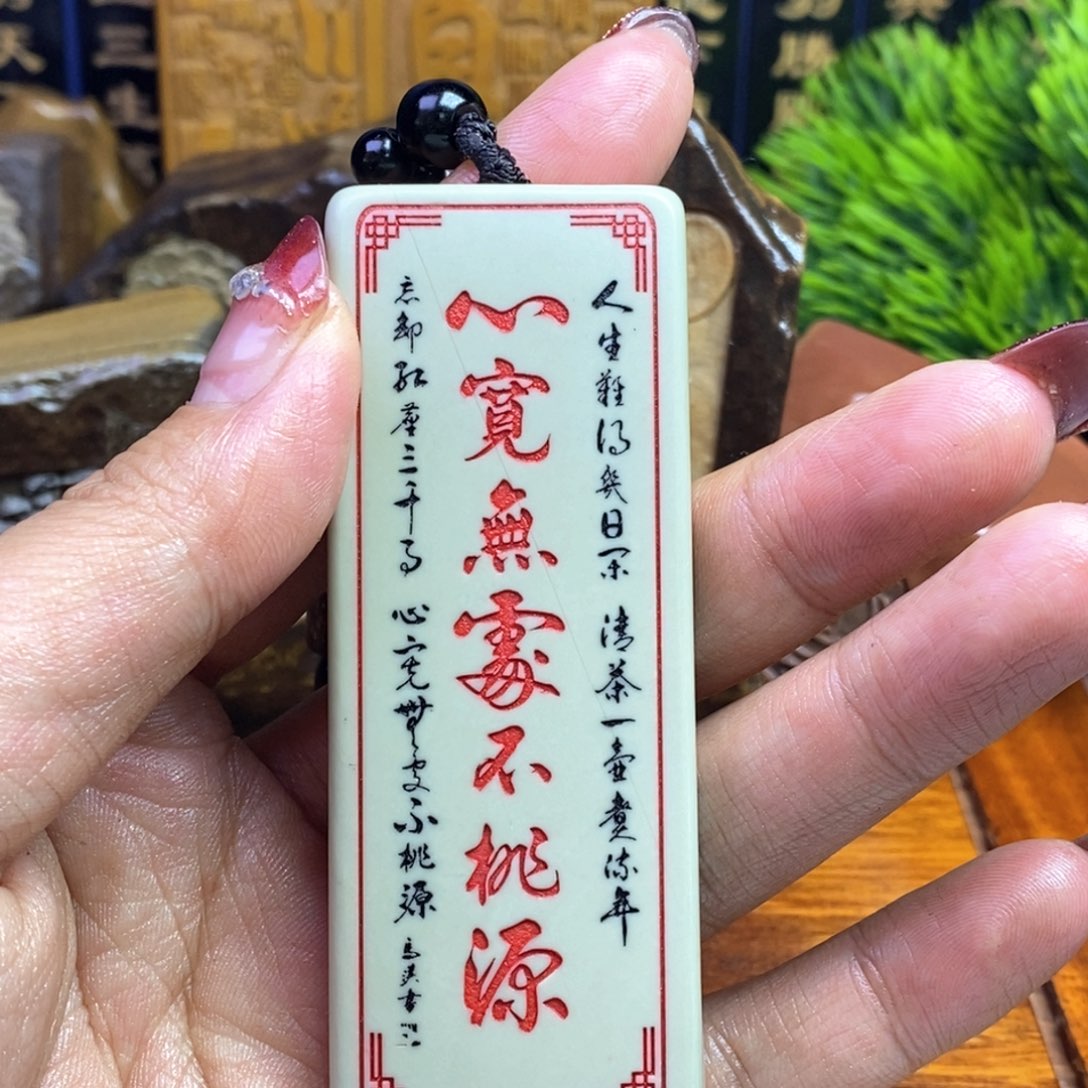 人生難得幾日閑 清茶一壺煮流年
心寬無處不桃源
忘却紅塵三千事 心寬無處不桃源